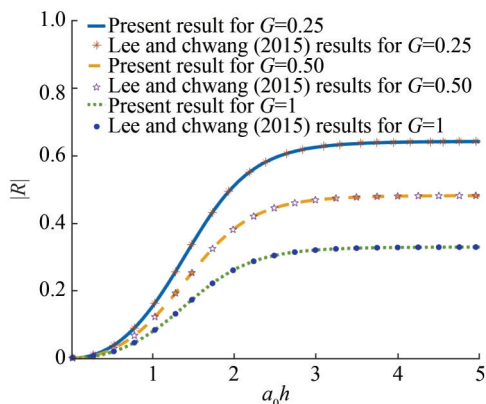 1.0
0.8
0.6
0.4
0.2
0
|R|
Present result for G=0.25
Lee and chwang (2015) results for G=0.25
Present result for G=0.50
Lee and chwang (2015) results for G=0.50
Present result for G=1
Lee and chwang (2015) results for G=1
1 2 3 4 5
a₀h